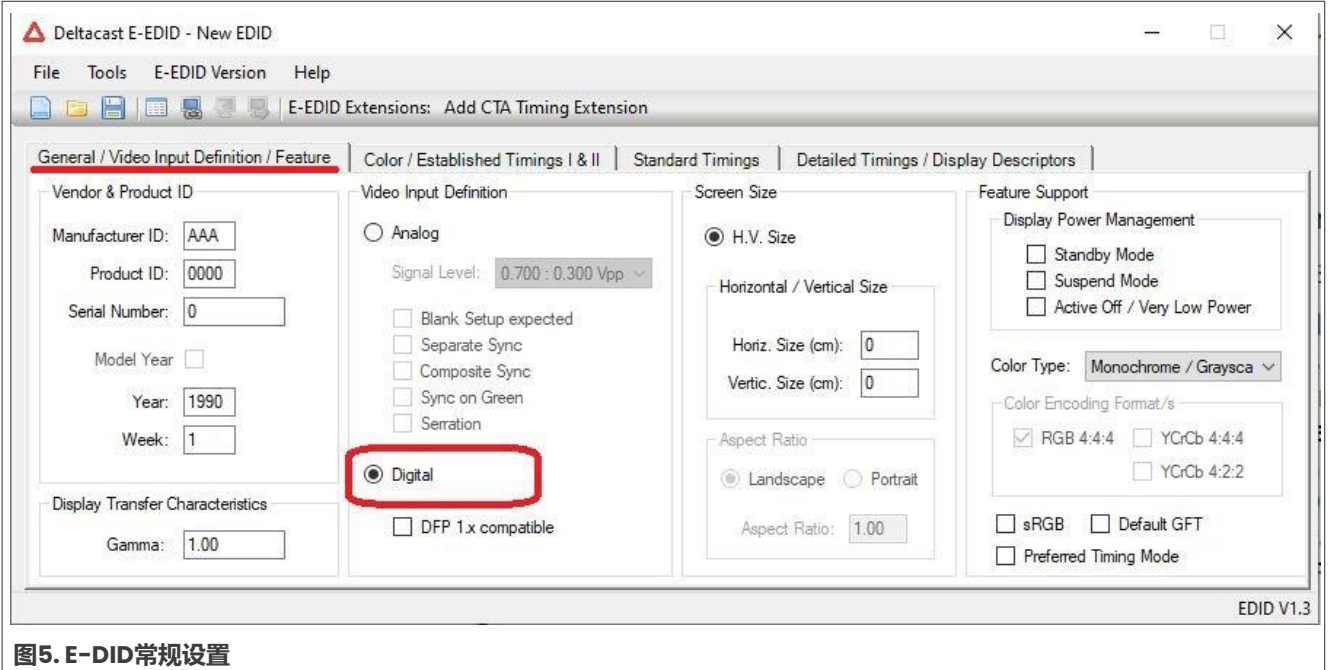 Deltacast E-EDID - New EDID
File Tools E-EDID Version Help
E-EDID Extensions: Add CTA Timing Extension
General / Video Input Definition / Feature Color / Established Timings I & II Standard Timings Detailed Timings / Display Descriptors
Vendor & Product ID
Manufacturer ID: AAA
Product ID: 0000
Serial Number: 0
Model Year
Year: 1990
Week: 1
Display Transfer Characteristics
Gamma: 1.00
Video Input Definition
Analog
Signal Level: 0.700 : 0.300 Vpp
Blank Setup expected
Separate Sync
Composite Sync
Sync on Green
Serration
Digital
DFP 1.x compatible
Screen Size
H.V. Size
Horizontal / Vertical Size
Horiz. Size (cm): 0
Vertic. Size (cm): 0
Aspect Ratio
Landscape Portrait
Aspect Ratio: 1.00
Feature Support
Display Power Management
Standby Mode
Suspend Mode
Active Off / Very Low Power
Color Type: Monochrome / Graysca
Color Encoding Format/s
RGB 4:4:4 YCrCb 4:4:4
YCrCb 4:2:2
sRGB Default GFT
Preferred Timing Mode
EDID V1.3
图5. E-DID常规设置